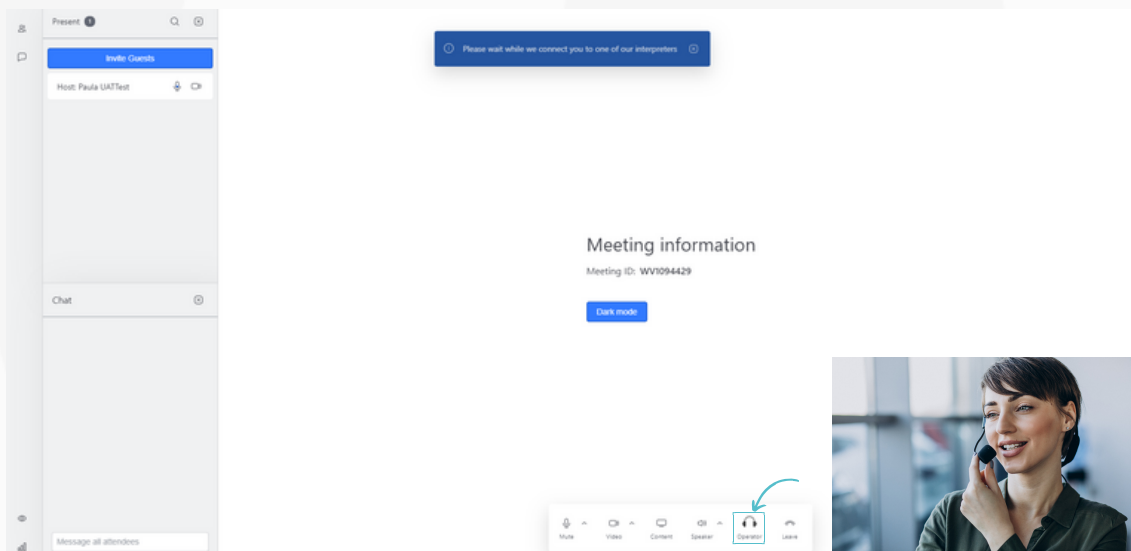 Present 1
Invite Guests
Host: Paula UATTest
Chat
Message all attendees
Please wait while we connect you to one of our interpreters
Meeting information
Meeting ID: WV1094429
Dark mode
Mute
Video
Content
Speaker
Operator
Leave